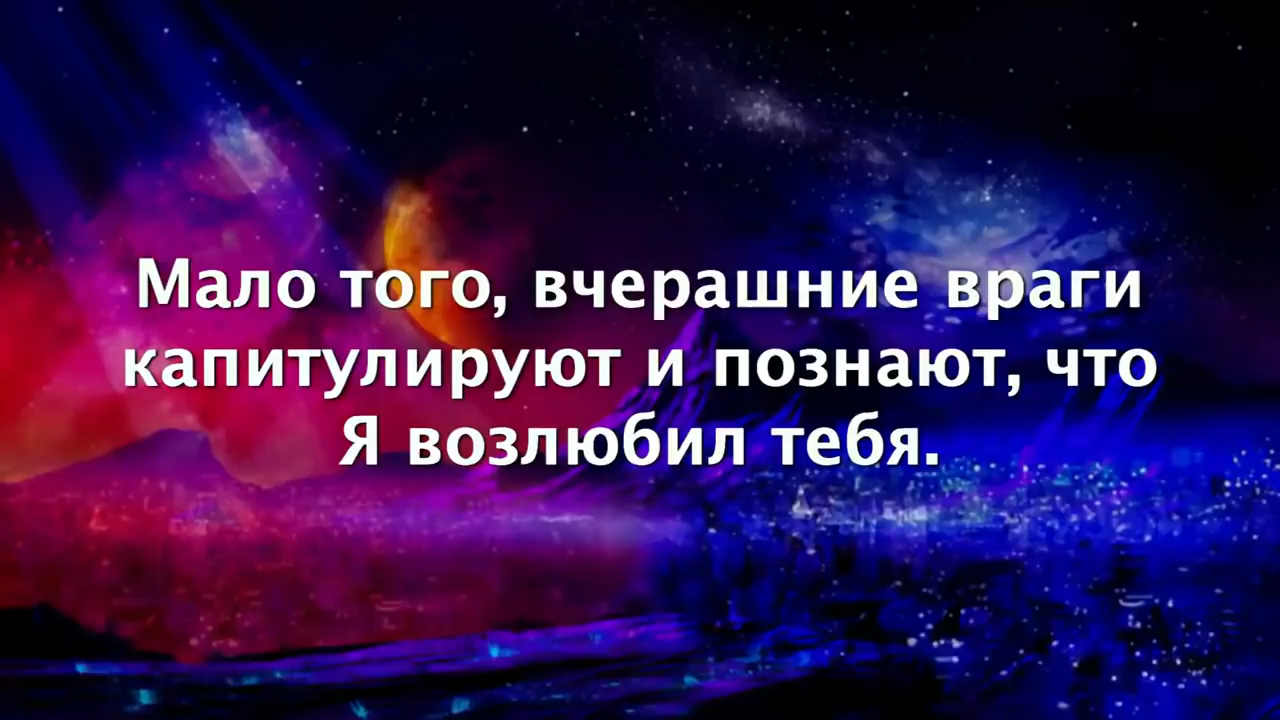 Мало того, вчерашние враги
капитулируют и познают, что
Я возлюбил тебя.